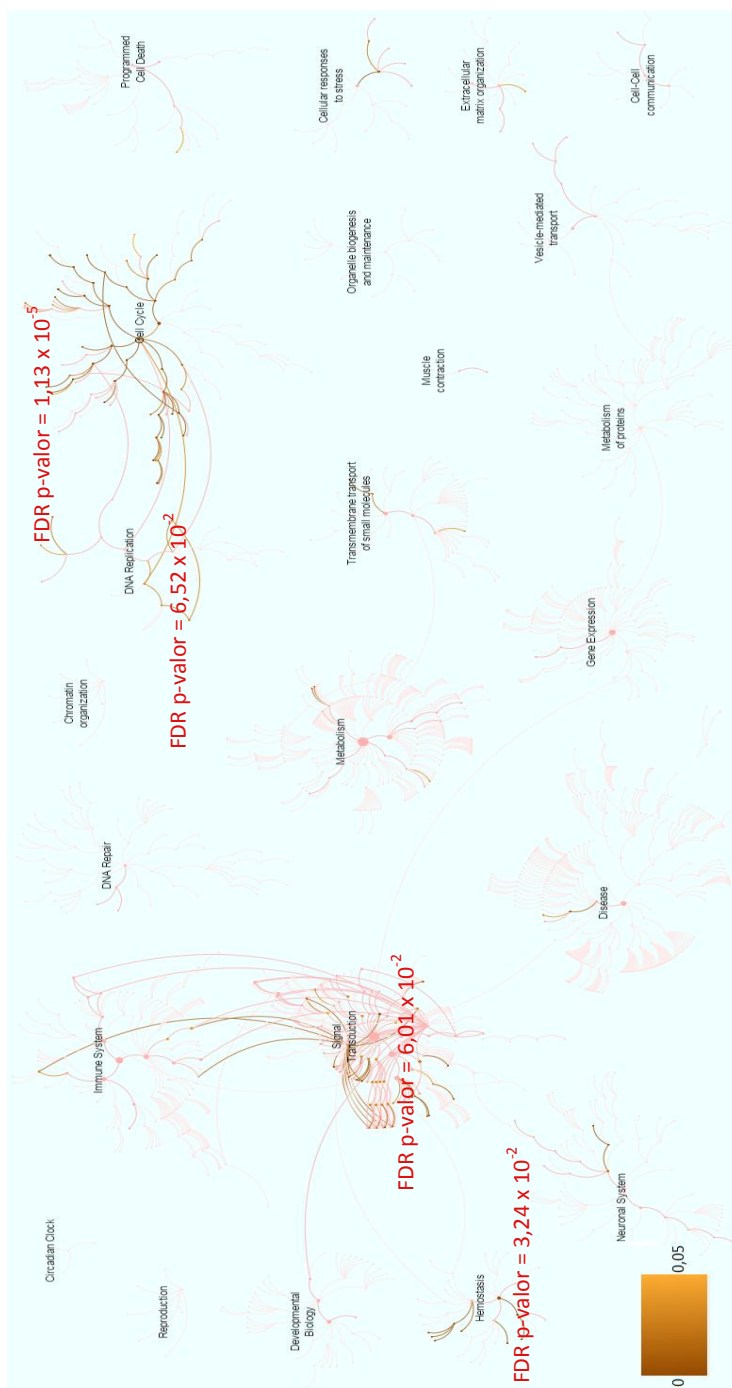 FDR p-valor = 1,13 x 10⁻⁵
Circadian Clock
Immune System
DNA Repair
Chromatin
organization
DNA Replication
Cell Cycle
Programmed
Cell Death
FDR p-valor = 6,52 x 10⁻²
Reproduction
Developmental
Biology
Signal
Transduction
Metabolism
Transmembrane transport
of small molecules
Organelle biogenesis
and maintenance
Cellular responses
to stress
FDR p-valor = 6,01 x 10⁻²
Muscle
contraction
Hemostasis
Extracellular
matrix organization
FDR p-valor = 3,24 x 10⁻²
Vesicle-mediated
transport
Disease
Gene Expression
Metabolism
of proteins
Neuronal System
Cell-Cell
communication
0
0,05